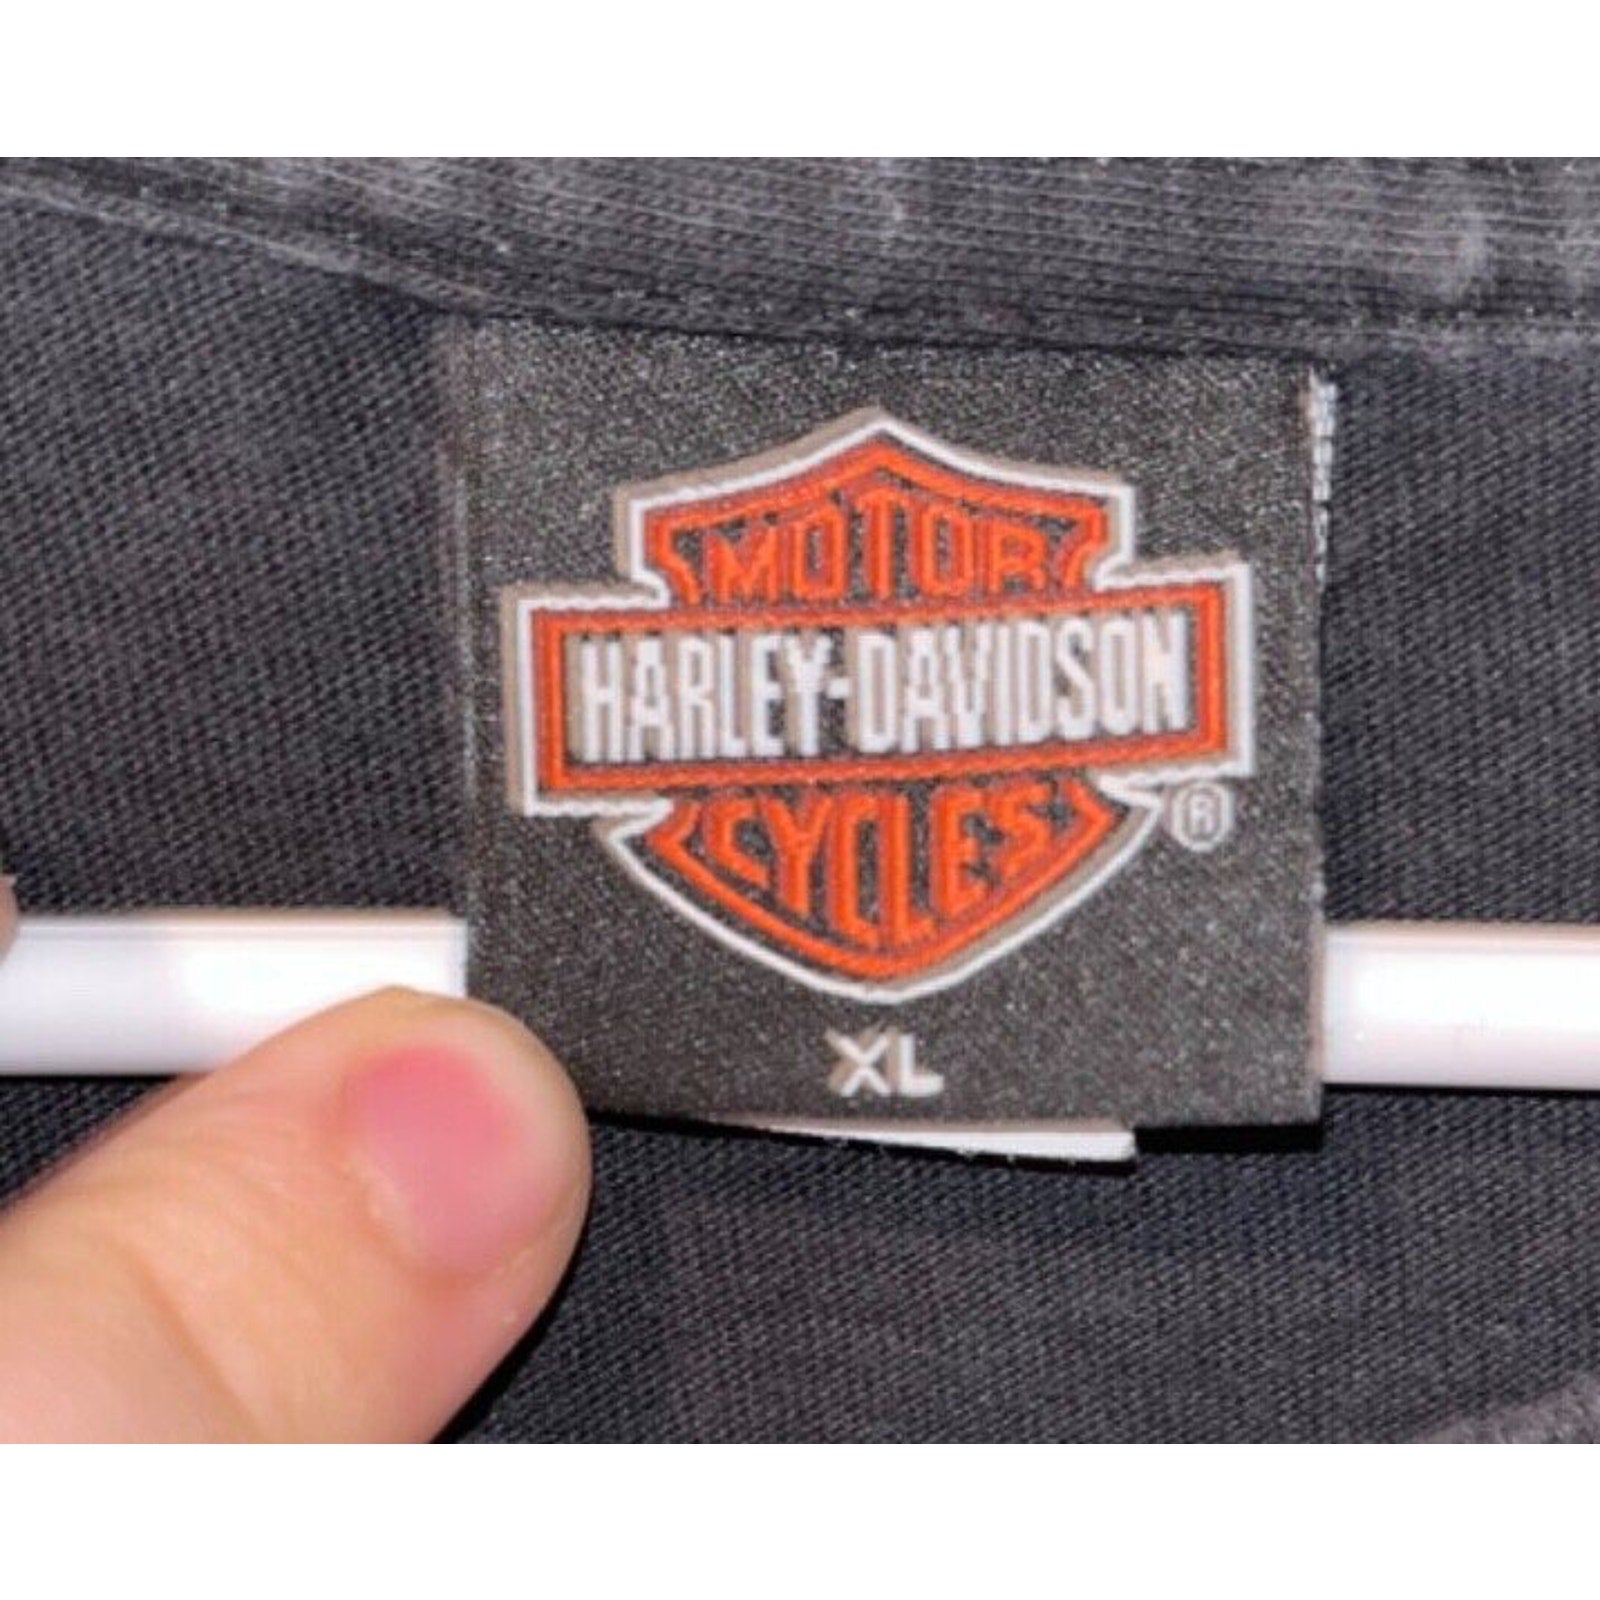 MOTOR
HARLEY-DAVIDSON
CYCLES
®
XL